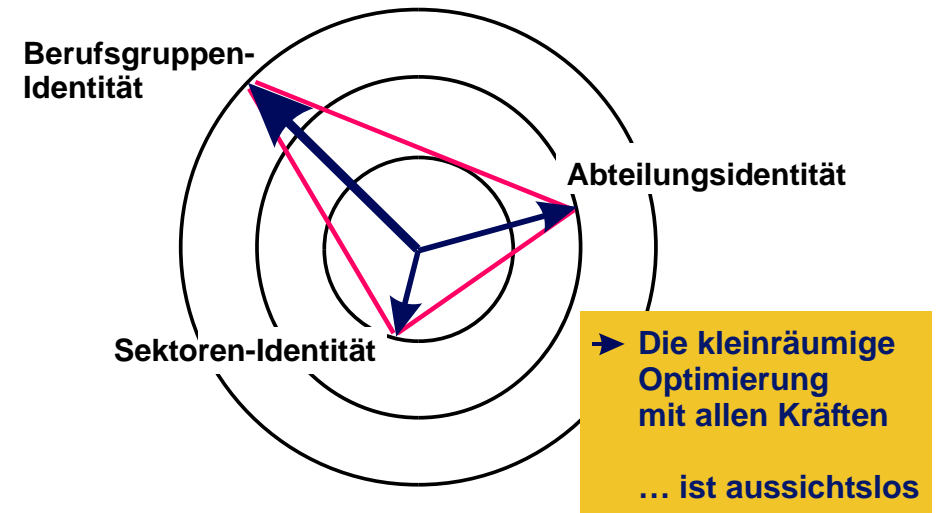 Berufsgruppen-
Identität
Abteilungsidentität
Sektoren-Identität
Die kleinräumige
Optimierung
mit allen Kräften
… ist aussichtslos